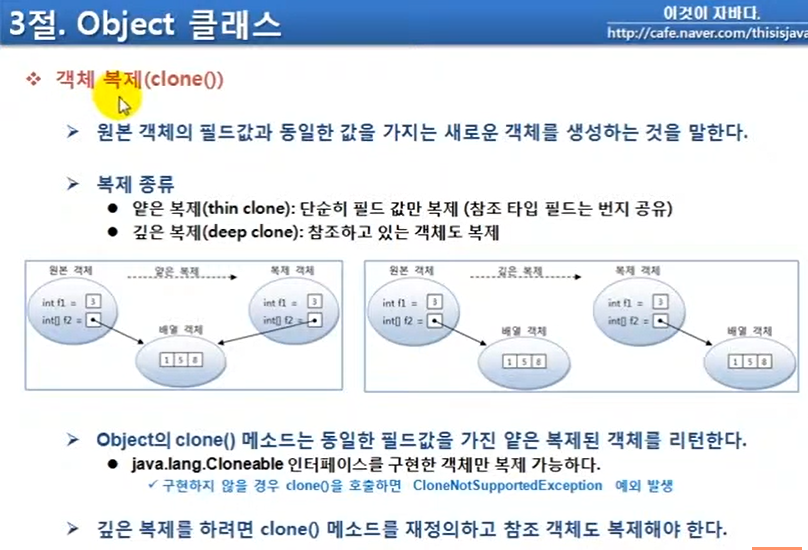 3절. Object 클래스
이것이 자바다.
http://cafe.naver.com/thisisjava
객체 복제(clone())
원본 객체의 필드값과 동일한 값을 가지는 새로운 객체를 생성하는 것을 말한다.
복제 종류
얕은 복제(thin clone): 단순히 필드 값만 복제 (참조 타입 필드는 번지 공유)
깊은 복제(deep clone): 참조하고 있는 객체도 복제
원본 객체 얕은 복제 복제 객체
int f1 = 3
int[] f2 =
int f1 = 3
int[] f2 =
배열 객체
1 5 8
원본 객체 깊은 복제 복제 객체
int f1 = 3
int[] f2 =
int f1 = 3
int[] f2 =
배열 객체
1 5 8
배열 객체
1 5 8
Object의 clone() 메소드는 동일한 필드값을 가진 얕은 복제된 객체를 리턴한다.
java.lang.Cloneable 인터페이스를 구현한 객체만 복제 가능하다.
구현하지 않을 경우 clone()을 호출하면 CloneNotSupportedException 예외 발생
깊은 복제를 하려면 clone() 메소드를 재정의하고 참조 객체도 복제해야 한다.